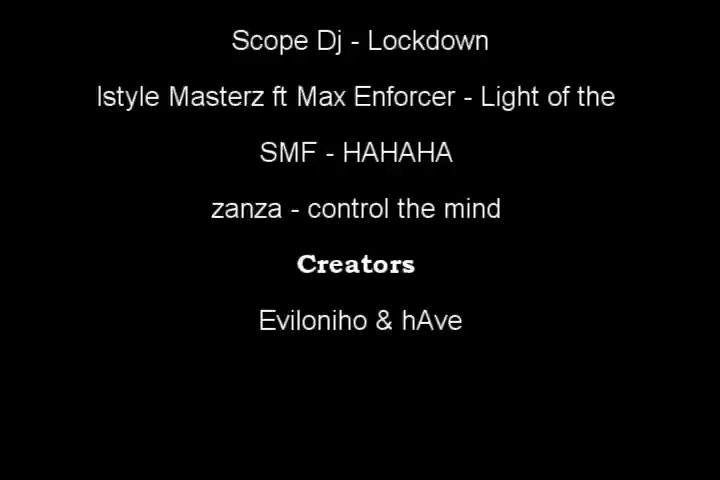 Scope Dj - Lockdown
Istyle Masterz ft Max Enforcer - Light of the
SMF - HAHAHA
zanza - control the mind
Creators
Eviloniho & hAve